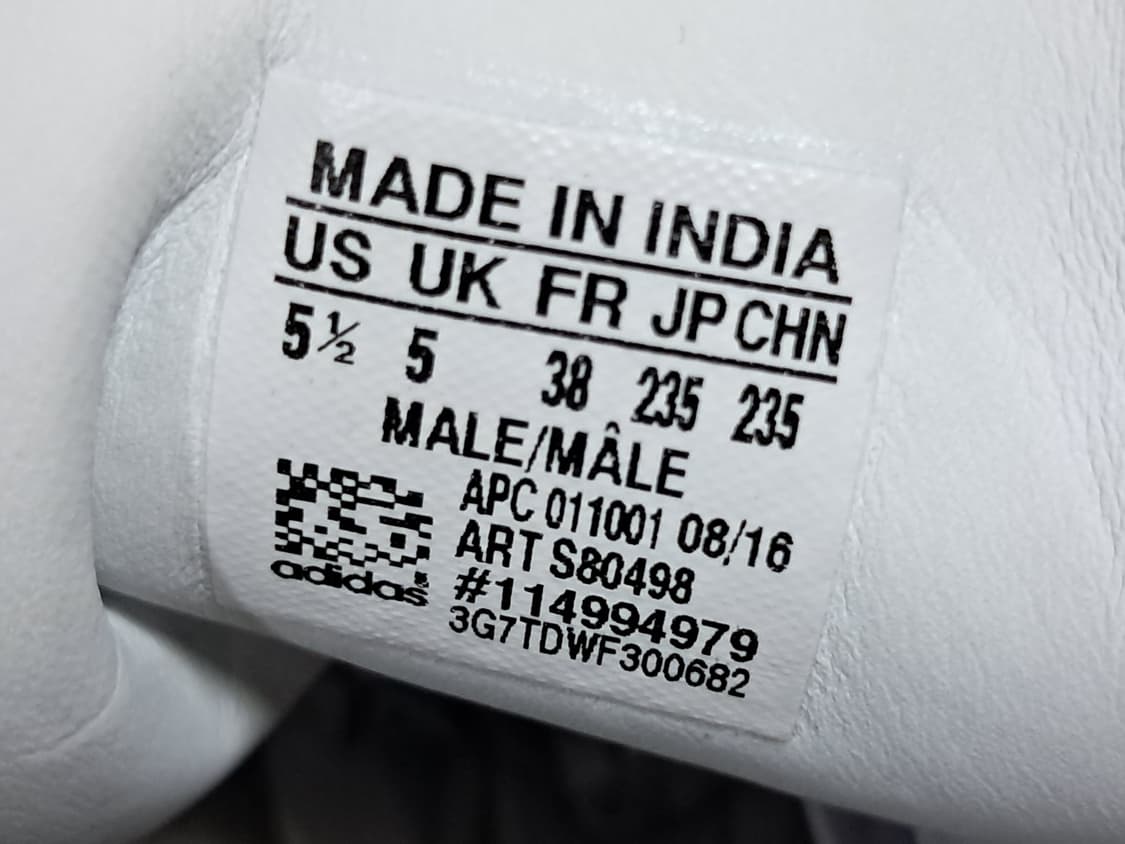 MADE IN INDIA
US UK FR JP CHN
5½ 5 38 235 235
MALE/MÂLE
APC 011001 08/16
ART S80498
#114994979
3G7TDWF300682
adidas